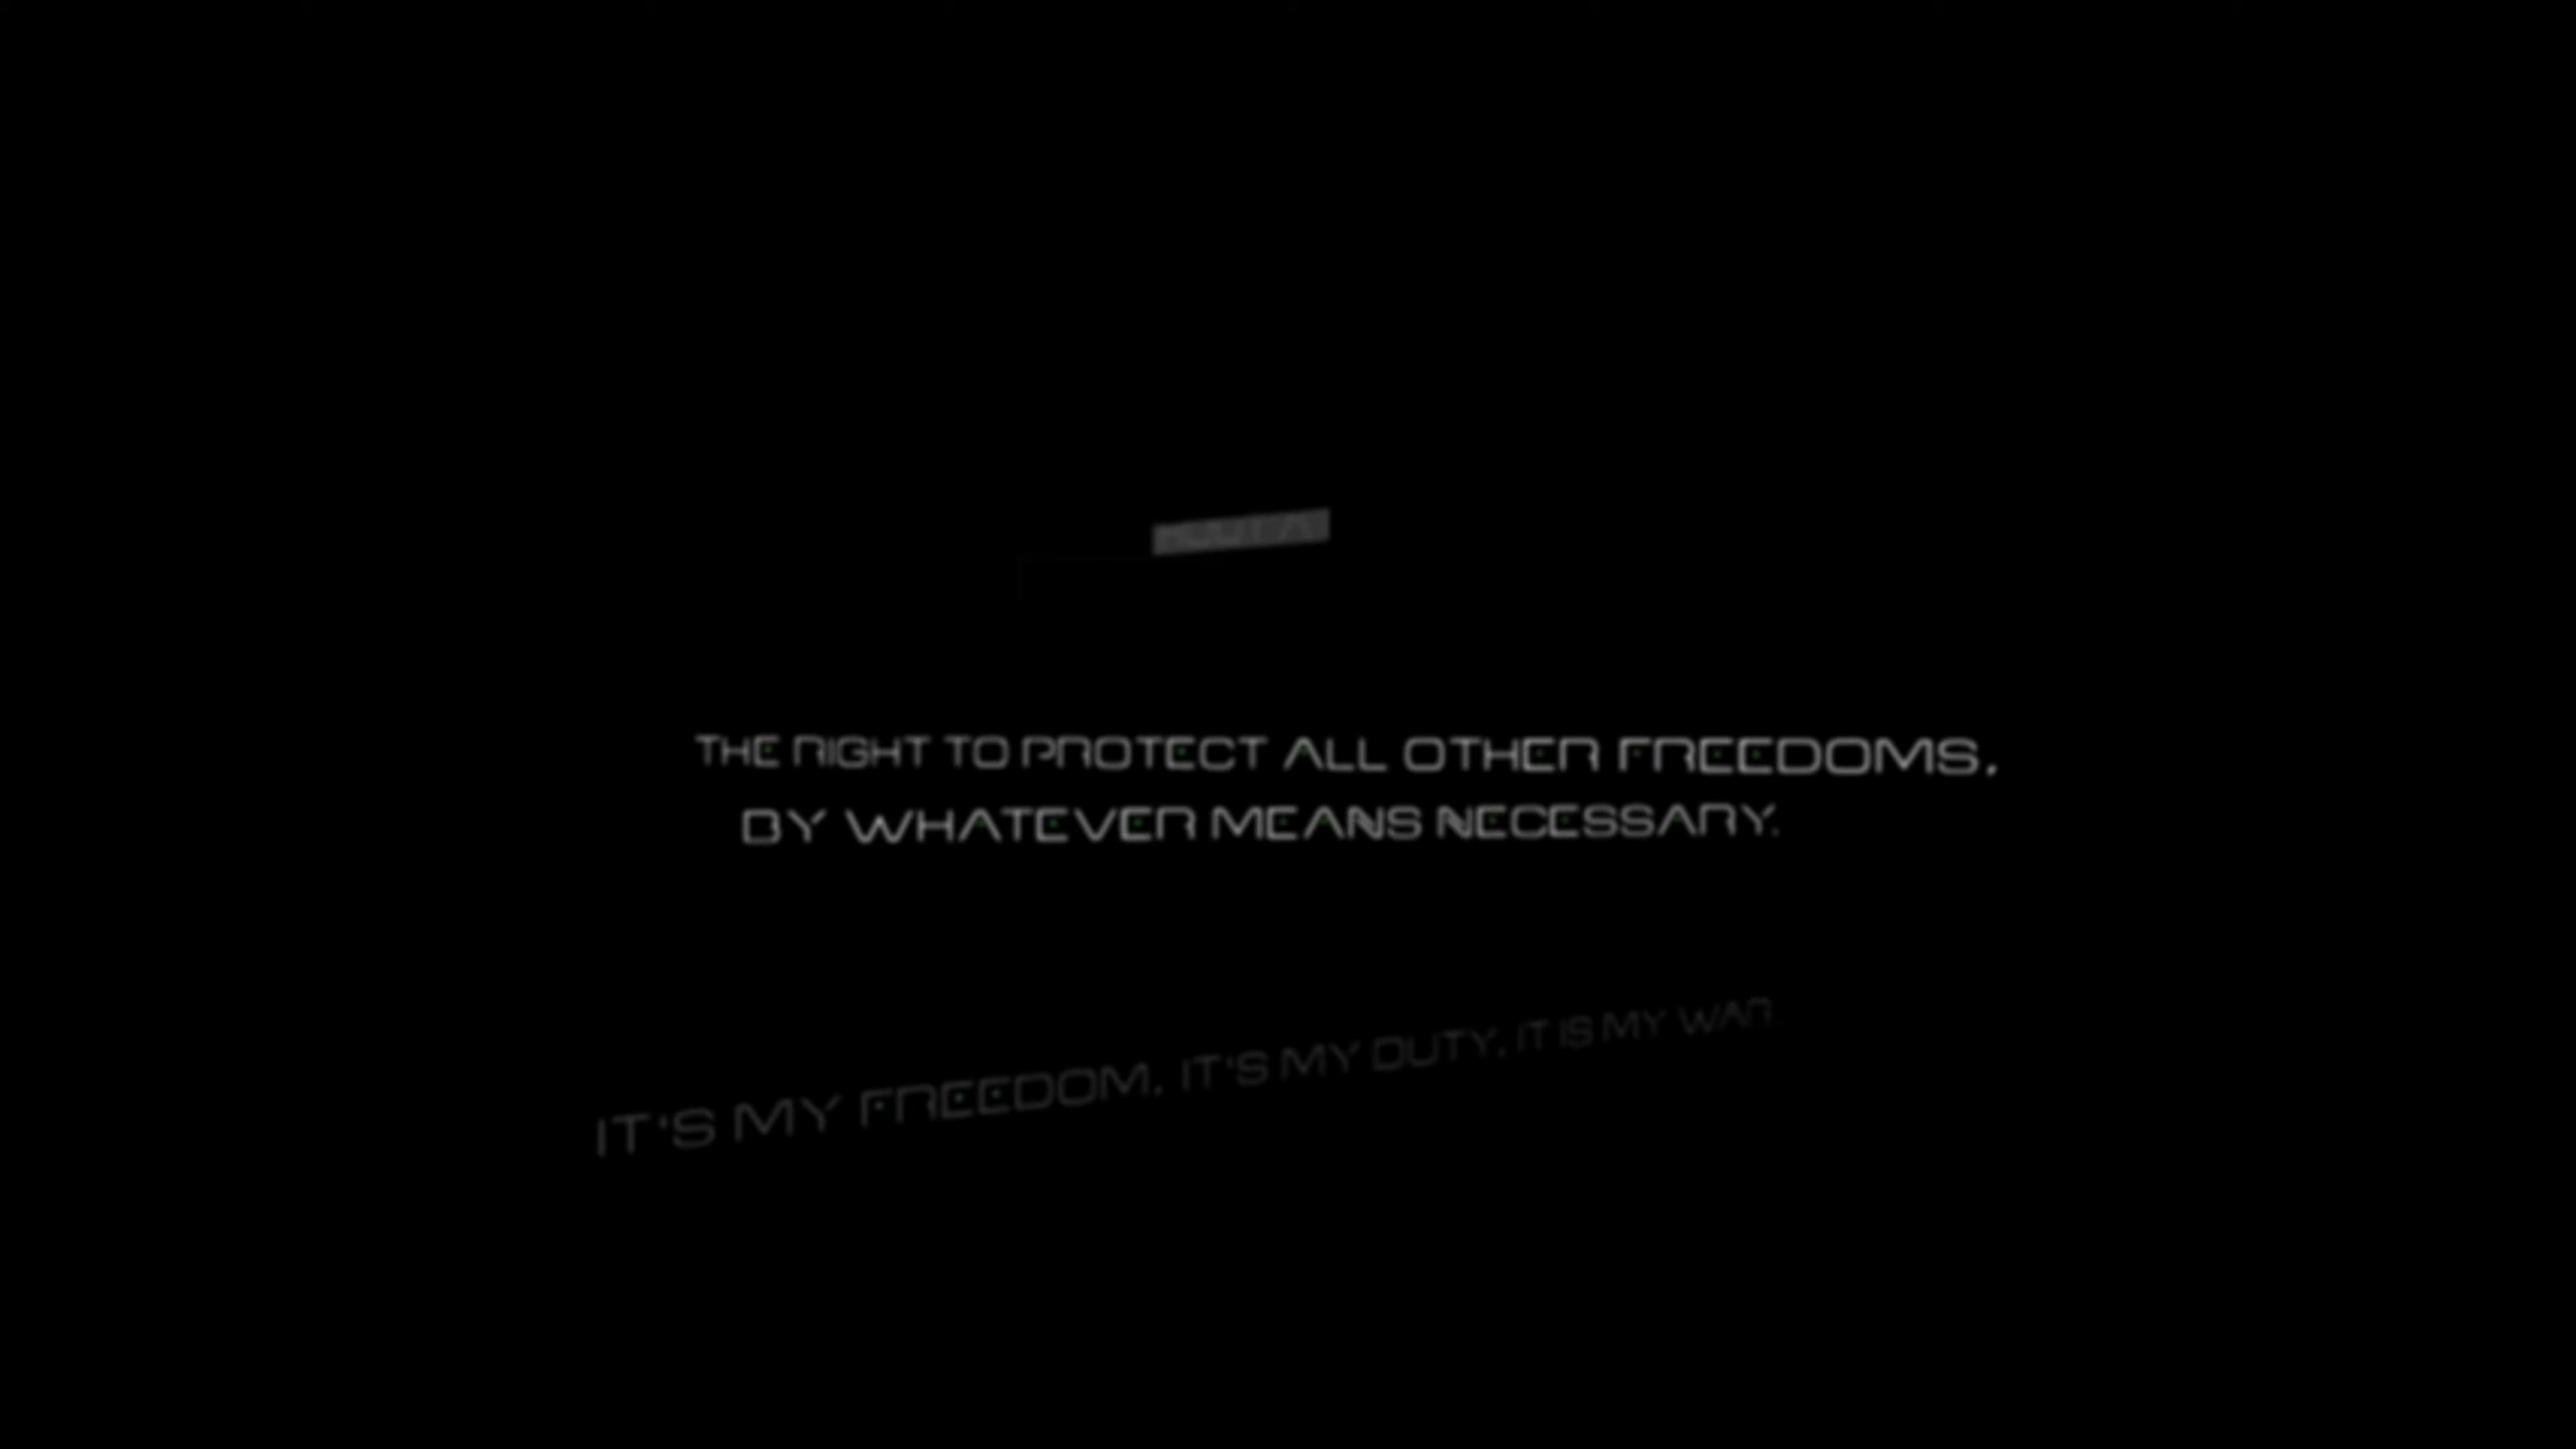 THE RIGHT TO PROTECT ALL OTHER FREEDOMS,
BY WHATEVER MEANS NECESSARY.
IT'S MY FREEDOM, IT'S MY DUTY, IT IS MY WAR.